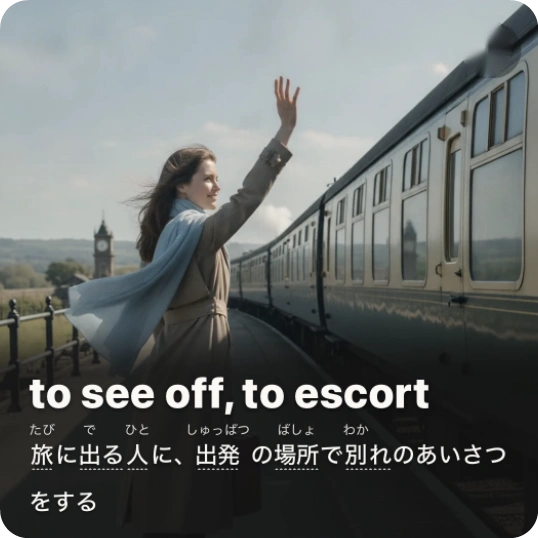 to see off, to escort
たび で ひと しゅっぱつ ばしょ わか
旅に出る人に、出発 の場所で別れのあいさつ
をする